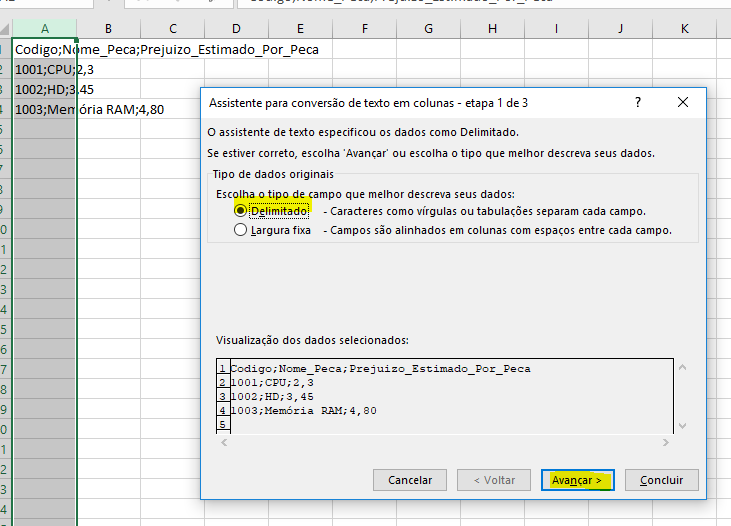 Codigo;Nome_Peca;Prejuizo_Estimado_Por_Peca
A B C D E F G H I J K
1 Codigo;Nome_Peca;Prejuizo_Estimado_Por_Peca
2 1001;CPU;2,3
3 1002;HD;3,45
4 1003;Memória RAM;4,80
Assistente para conversão de texto em colunas - etapa 1 de 3 ?
O assistente de texto especificou os dados como Delimitado.
Se estiver correto, escolha 'Avançar' ou escolha o tipo que melhor descreva seus dados.
Tipo de dados originais
Escolha o tipo de campo que melhor descreva seus dados:
Delimitado - Caracteres como vírgulas ou tabulações separam cada campo.
Largura fixa - Campos são alinhados em colunas com espaços entre cada campo.
Visualização dos dados selecionados:
1 Codigo;Nome_Peca;Prejuizo_Estimado_Por_Peca
2 1001;CPU;2,3
3 1002;HD;3,45
4 1003;Memória RAM;4,80
5
Cancelar < Voltar Avançar > Concluir